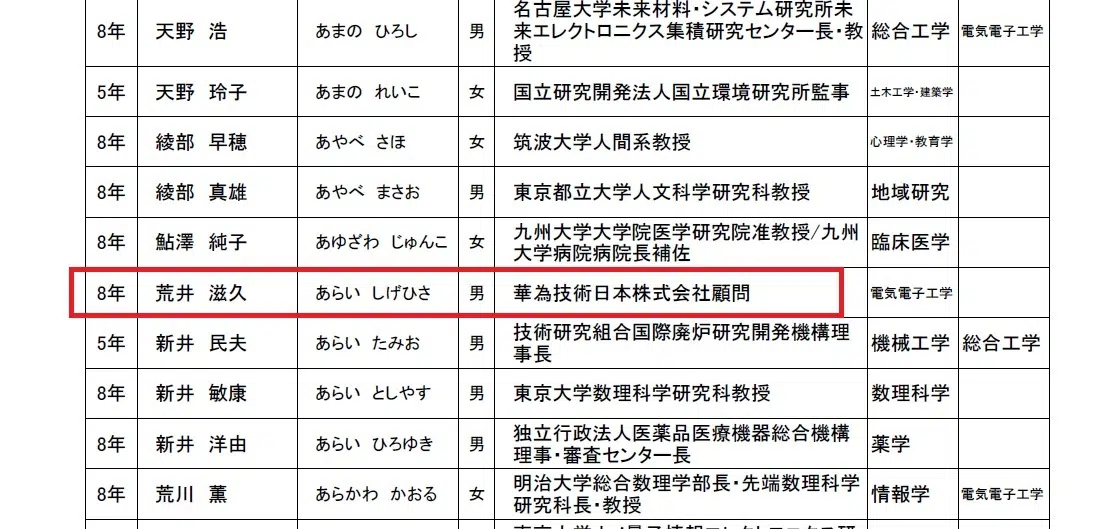 8年 天野 浩 あまの ひろし 男 名古屋大学未来材料・システム研究所未 総合工学 電気電子工学
来エレクトロニクス集積研究センター長・教
授
5年 天野 玲子 あまの れいこ 女 国立研究開発法人国立環境研究所監事 土木工学・建築学
8年 綾部 早穂 あやべ さほ 女 筑波大学人間系教授 心理学・教育学
8年 綾部 真雄 あやべ まさお 男 東京都立大学人文科学研究科教授 地域研究
8年 鮎澤 純子 あゆざわ じゅんこ 女 九州大学大学院医学研究院准教授/九州 臨床医学
大学病院病院長補佐
8年 荒井 滋久 あらい しげひさ 男 華為技術日本株式会社顧問 電気電子工学
5年 新井 民夫 あらい たみお 男 技術研究組合国際廃炉研究開発機構理 機械工学 総合工学
事長
8年 新井 敏康 あらい としやす 男 東京大学数理科学研究科教授 数理科学
8年 新井 洋由 あらい ひろゆき 男 独立行政法人医薬品医療機器総合機構 薬学
理事・審査センター長
8年 荒川 薫 あらかわ かおる 女 明治大学総合数理学部長・先端数理科学 情報学 電気電子工学
研究科長・教授